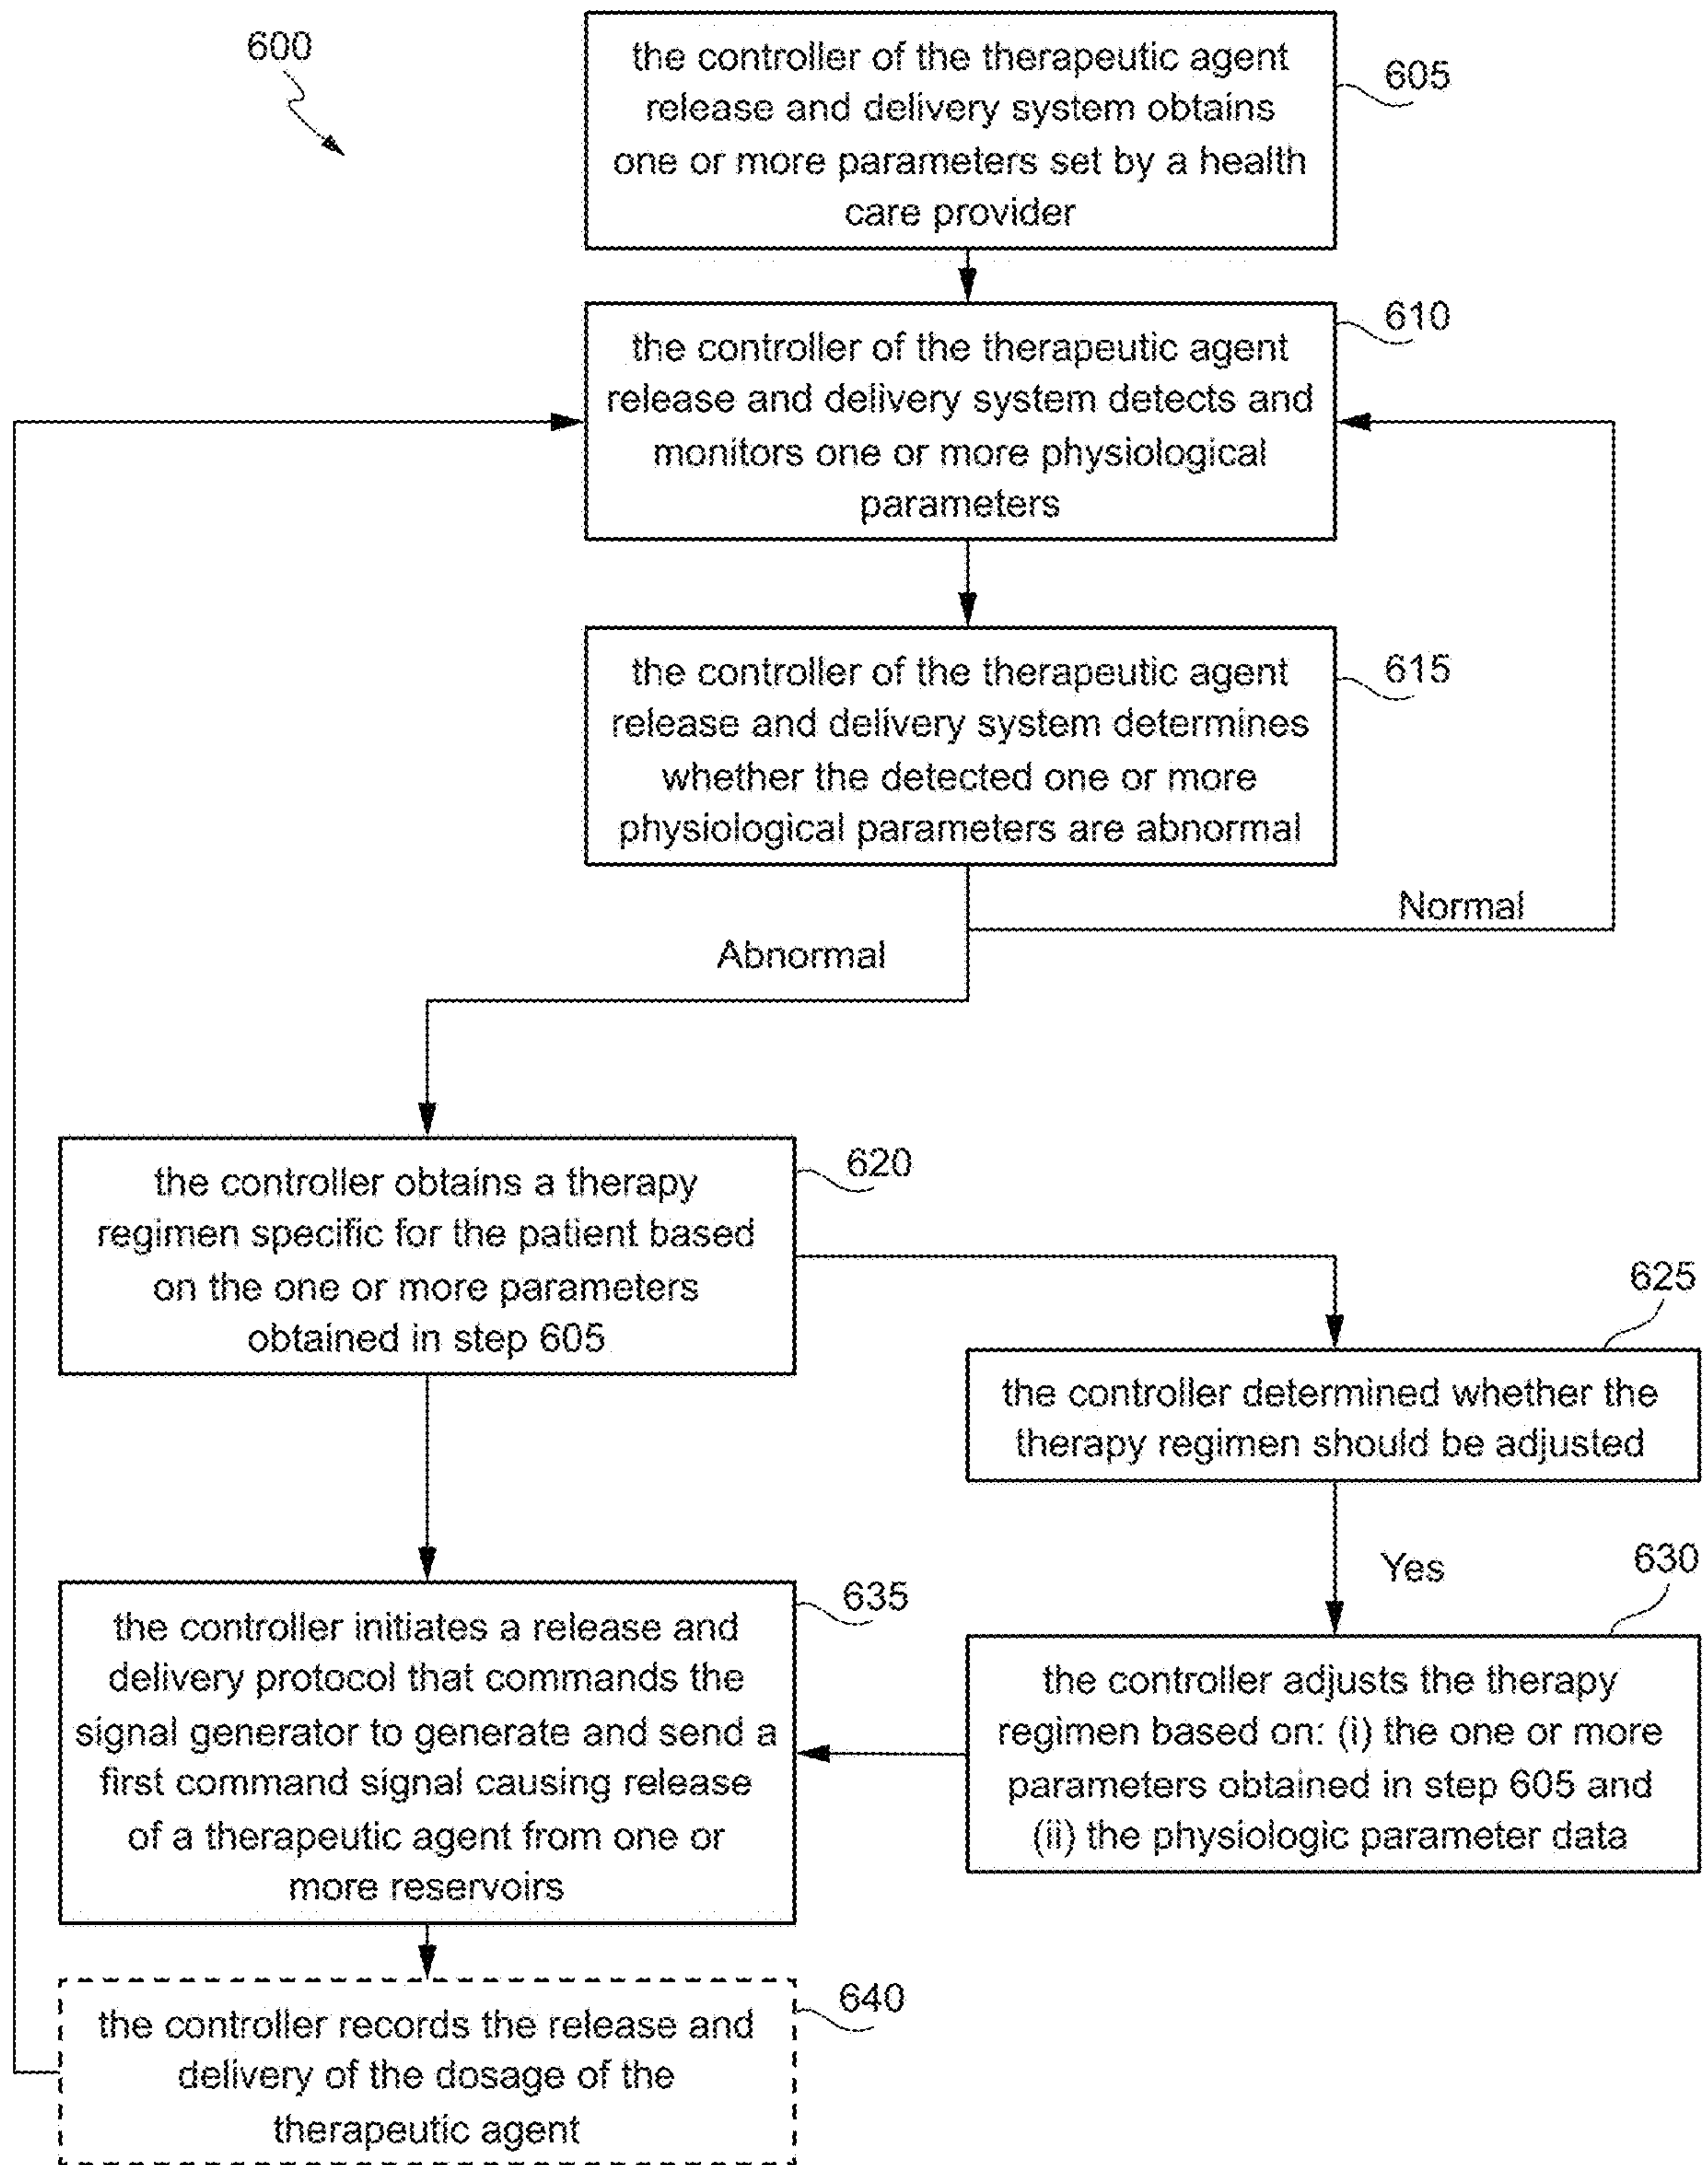 600
the controller of the therapeutic agent
release and delivery system obtains
one or more parameters set by a health
care provider
605
the controller of the therapeutic agent
release and delivery system detects and
monitors one or more physiological
parameters
610
the controller of the therapeutic agent
release and delivery system determines
whether the detected one or more
physiological parameters are abnormal
615
Normal
Abnormal
the controller obtains a therapy
regimen specific for the patient based
on the one or more parameters
obtained in step 605
620
the controller determined whether the
therapy regimen should be adjusted
625
Yes
the controller adjusts the therapy
regimen based on: (i) the one or more
parameters obtained in step 605 and
(ii) the physiologic parameter data
630
the controller initiates a release and
delivery protocol that commands the
signal generator to generate and send a
first command signal causing release
of a therapeutic agent from one or
more reservoirs
635
the controller records the release and
delivery of the dosage of the
therapeutic agent
640